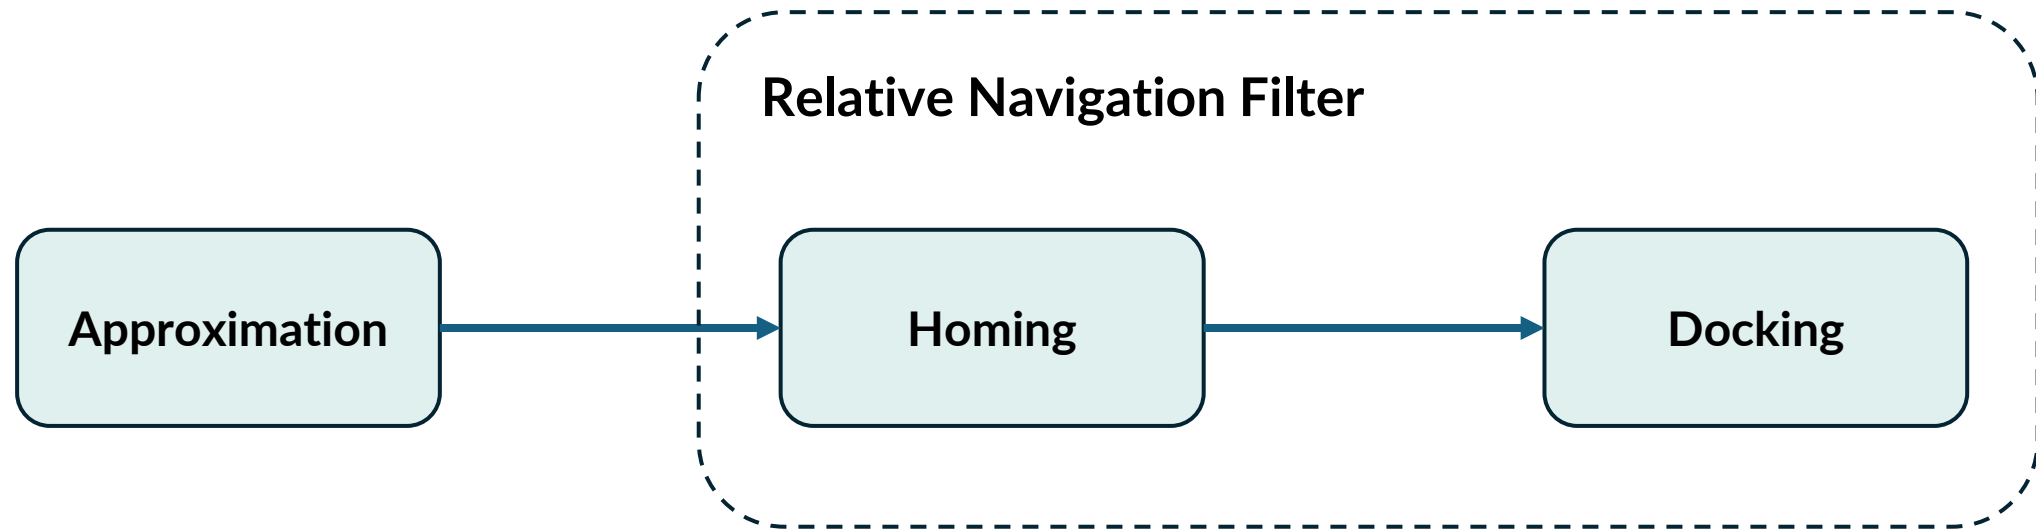 Relative Navigation Filter
Approximation
Homing
Docking